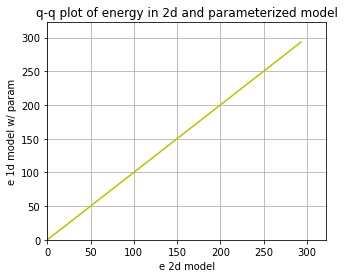 q-q plot of energy in 2d and parameterized model
e 1d model w/ param
300
250
200
150
100
50
0
0 50 100 150 200 250 300
e 2d model